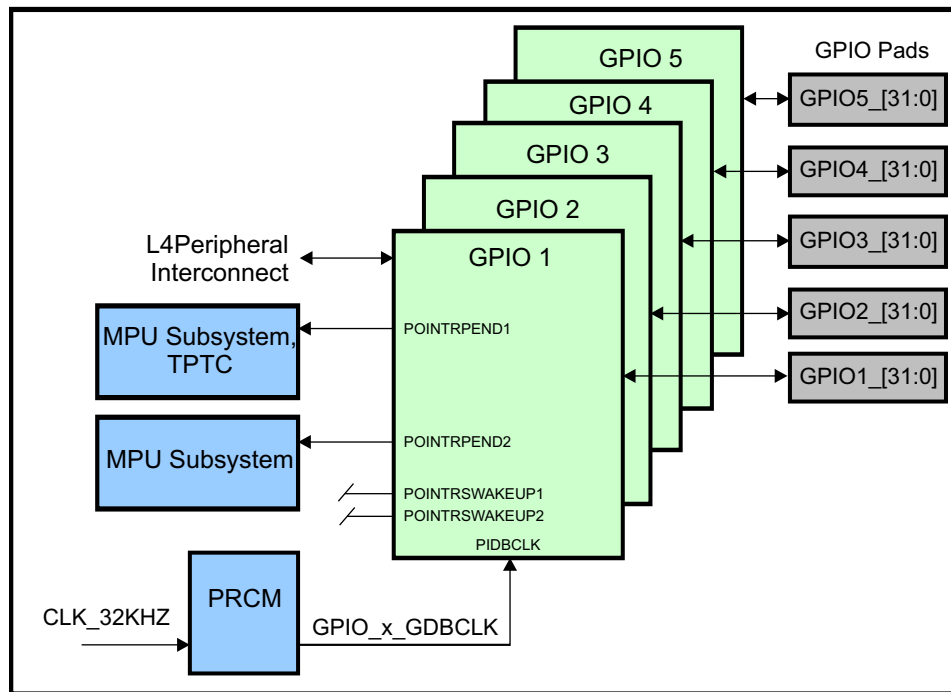 GPIO 5
GPIO Pads
GPIO5_[31:0]
GPIO 4
GPIO 3
GPIO4_[31:0]
GPIO 2
GPIO3_[31:0]
L4Peripheral
Interconnect
GPIO 1
GPIO2_[31:0]
MPU Subsystem,
TPTC
POINTRPEND1
GPIO1_[31:0]
MPU Subsystem
POINTRPEND2
POINTRSWAKEUP1
POINTRSWAKEUP2
PIDBCLK
PRCM
CLK_32KHZ
GPIO_x_GDBCLK